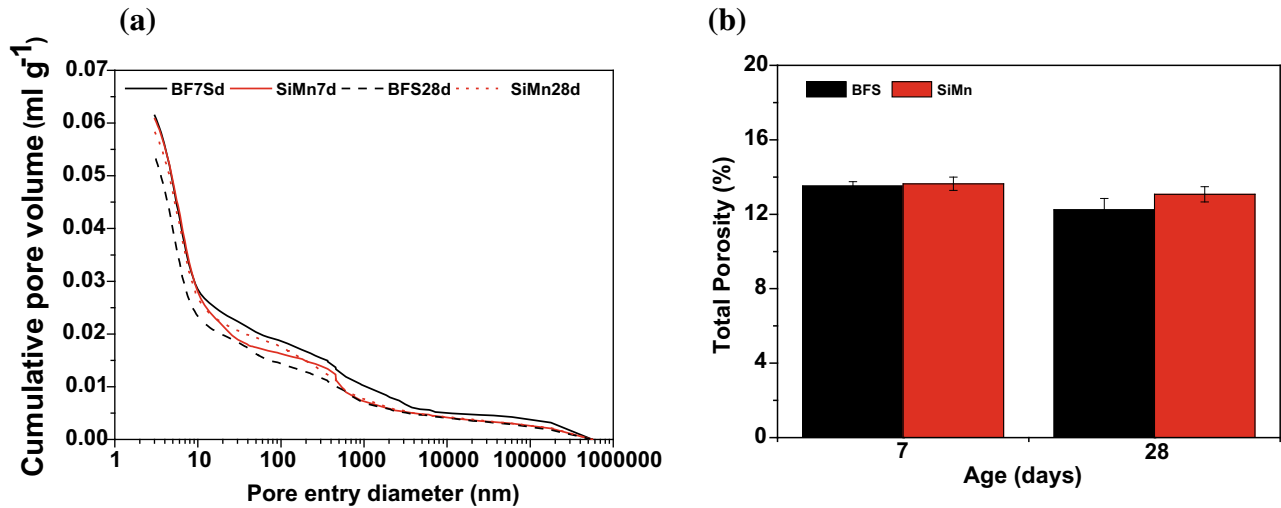 (a)
(b)
Cumulative pore volume (ml g-1)
0.07
0.06
0.05
0.04
0.03
0.02
0.01
0.00
BF7Sd SiMn7d BFS28d SiMn28d
1 10 100 1000 10000 100000 1000000
Pore entry diameter (nm)
Total Porosity (%)
20
16
12
8
4
0
BFS SiMn
7 28
Age (days)